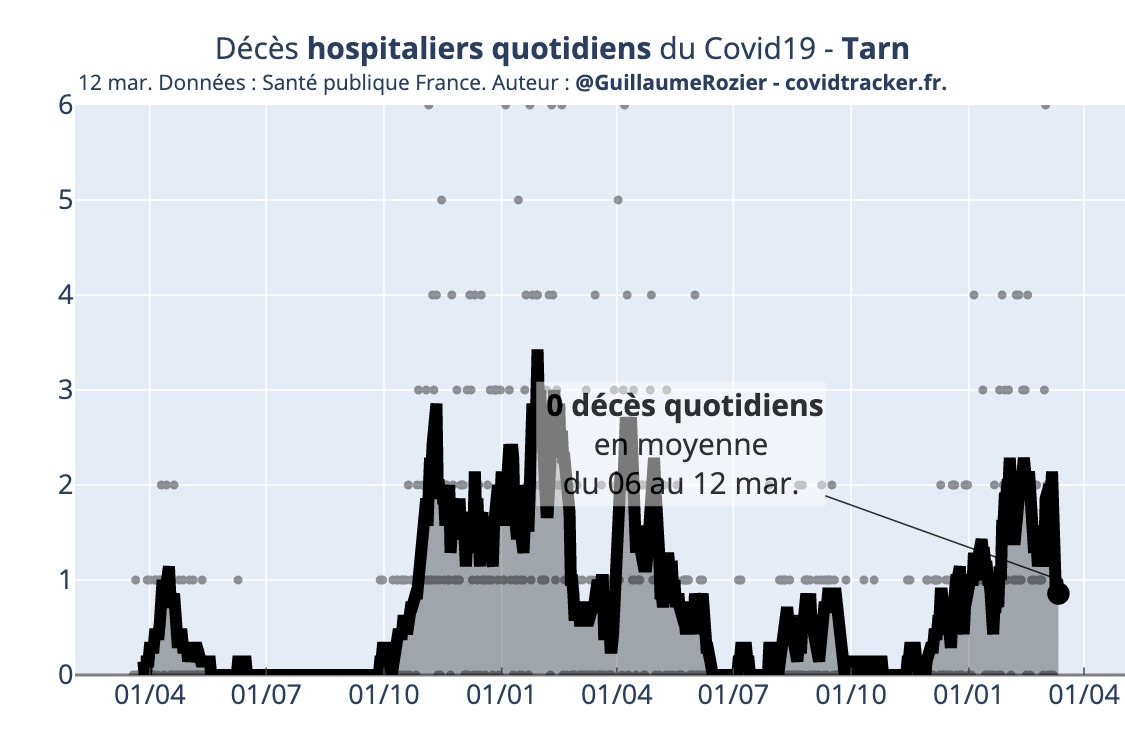 Décès hospitaliers quotidiens du Covid19 - Tarn
12 mar. Données : Santé publique France. Auteur : @GuillaumeRozier - covidtracker.fr.
6
5
4
3
0 décès quotidiens
en moyenne
2
du 06 au 12 mar.
1
0
01/04 01/07 01/10 01/01 01/04 01/07 01/10 01/01 01/04